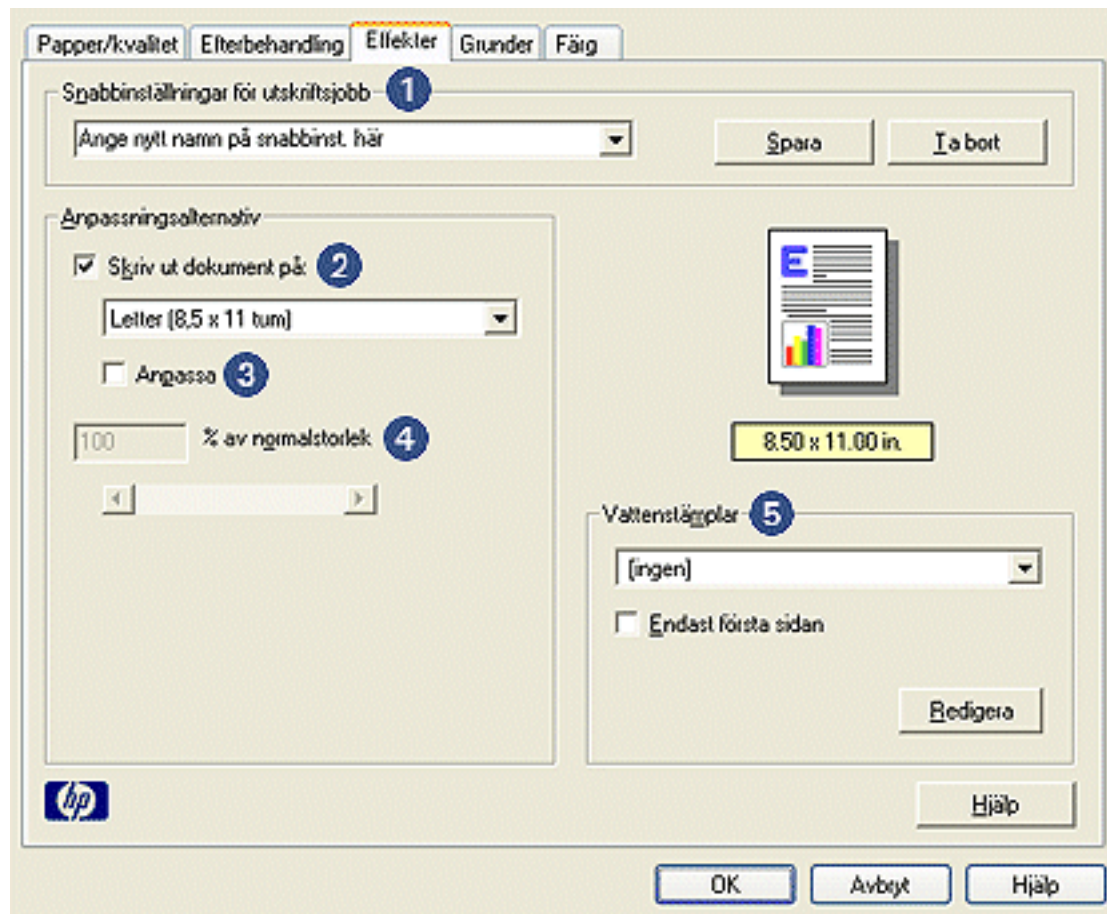 Papper/kvalitet Efterbehandling Effekter Grunder Färg
Snabbinställningar för utskriftsjobb 1
Ange nytt namn på snabbinst. här
Spara
Ta bort
Anpassningsalternativ
Skriv ut dokument på: 2
Letter (8,5 x 11 tum)
Anpassa 3
100 % av normalstorlek 4
E
8.50 x 11.00 in.
Vattenstämplar 5
(ingen)
Endast första sidan
Redigera
hp
Hjälp
OK Avbryt Hjälp